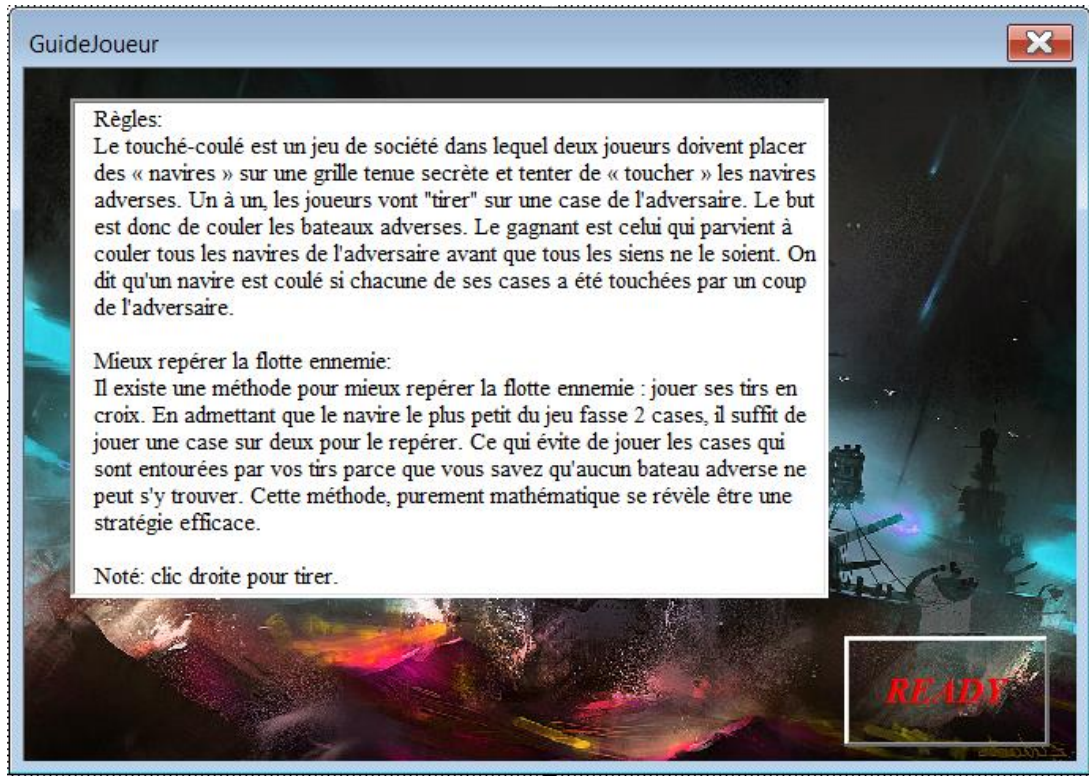 GuideJoueur
Règles:
Le touché-coulé est un jeu de société dans lequel deux joueurs doivent placer
des « navires » sur une grille tenue secrète et tenter de « toucher » les navires
adverses. Un à un, les joueurs vont "tirer" sur une case de l'adversaire. Le but
est donc de couler les bateaux adverses. Le gagnant est celui qui parvient à
couler tous les navires de l'adversaire avant que tous les siens ne le soient. On
dit qu'un navire est coulé si chacune de ses cases a été touchées par un coup
de l'adversaire.
Mieux repérer la flotte ennemie:
Il existe une méthode pour mieux repérer la flotte ennemie : jouer ses tirs en
croix. En admettant que le navire le plus petit du jeu fasse 2 cases, il suffit de
jouer une case sur deux pour le repérer. Ce qui évite de jouer les cases qui
sont entourées par vos tirs parce que vous savez qu'aucun bateau adverse ne
peut s'y trouver. Cette méthode, purement mathématique se révèle être une
stratégie efficace.
Noté: clic droite pour tirer.
READY